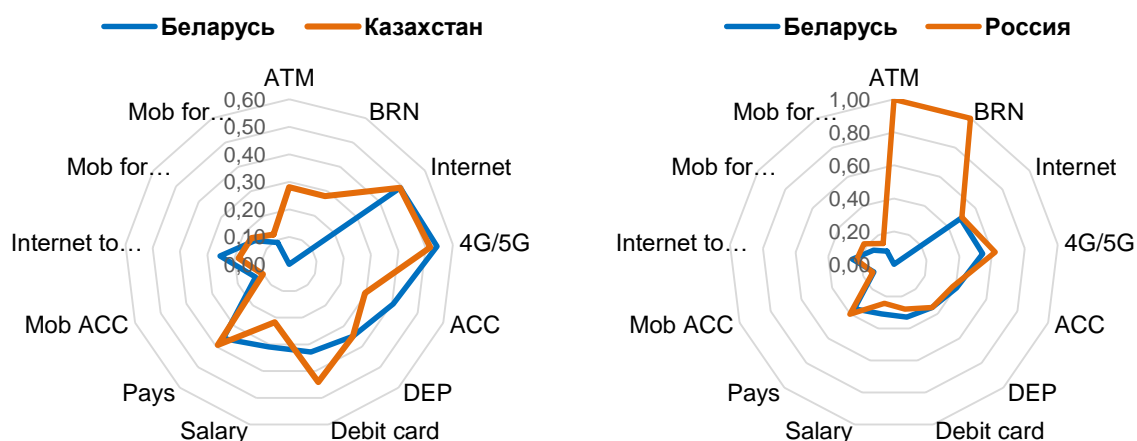 Беларусь
Казахстан
ATM
BRN
Internet
4G/5G
ACC
DEP
Debit card
Salary
Pays
Mob ACC
Internet to…
Mob for…
Mob for…
0,60
0,50
0,40
0,30
0,20
0,10
0,00
Беларусь
Россия
ATM
BRN
Internet
4G/5G
ACC
DEP
Debit card
Salary
Pays
Mob ACC
Internet to…
Mob for…
Mob for…
1,00
0,80
0,60
0,40
0,20
0,00